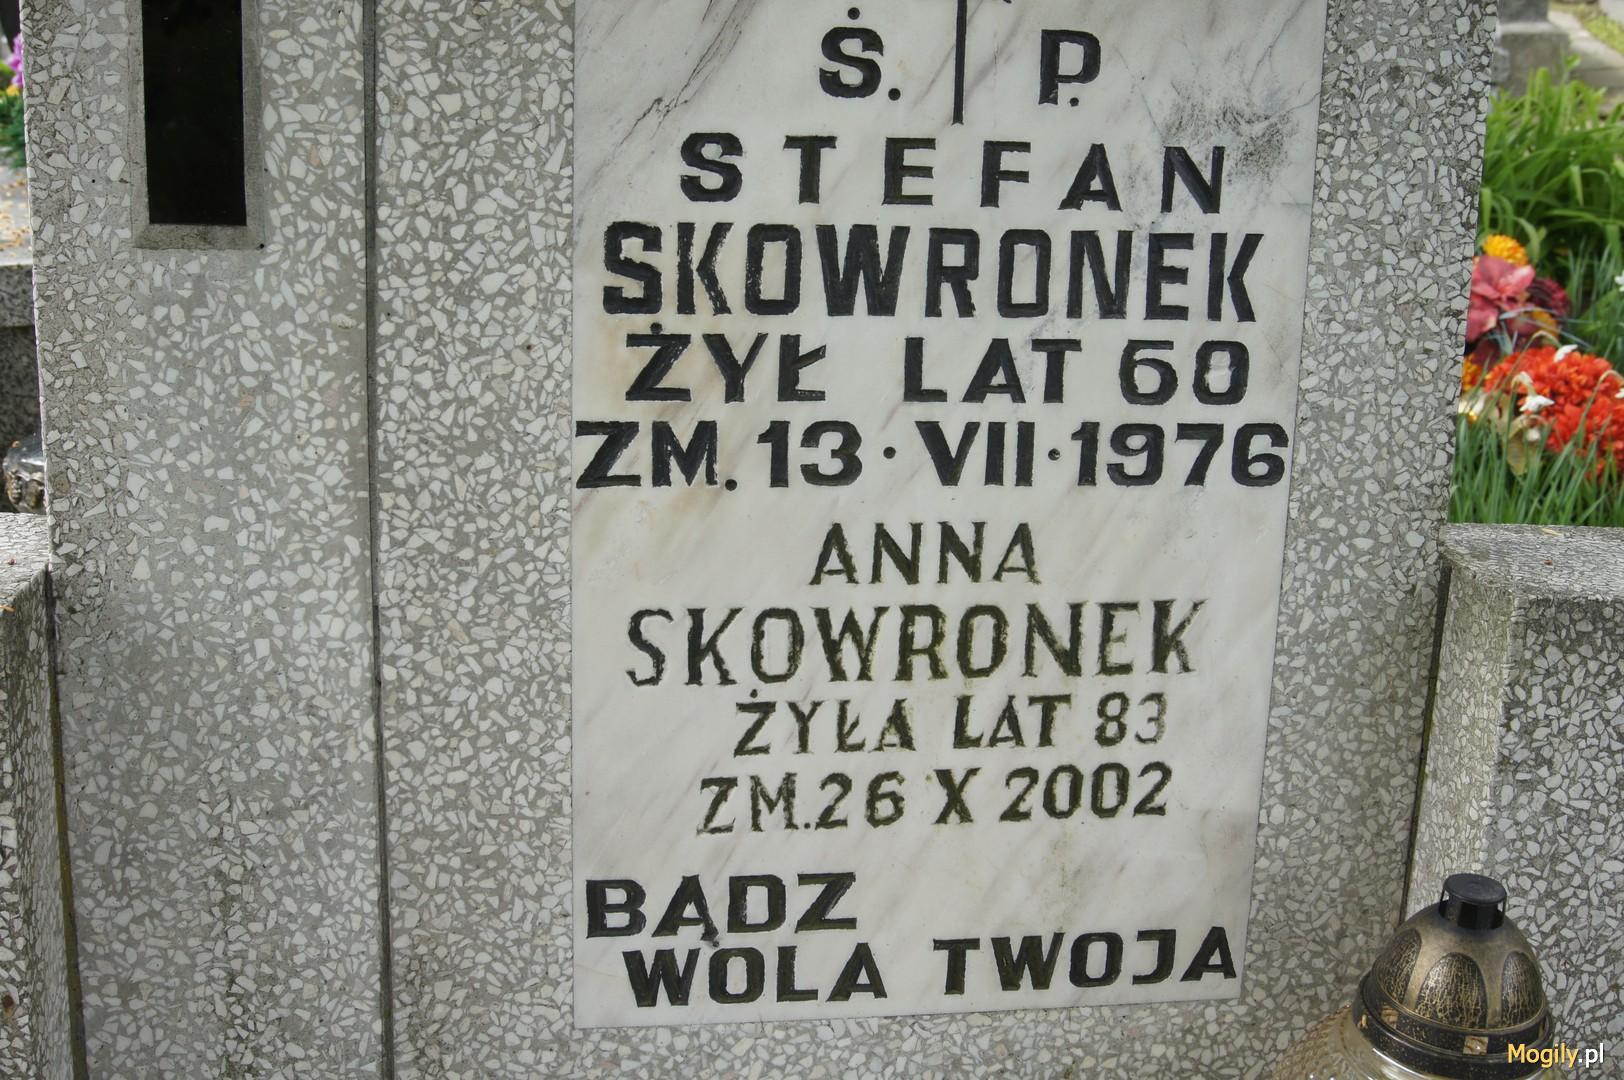 Ś. P.
STEFAN
SKOWRONEK
ŻYŁ LAT 60
ZM. 13 · VII · 1976
ANNA
SKOWRONEK
ŻYŁA LAT 83
ZM. 26 X 2002
BĄDZ
WOLA TWOJA
Mogily.pl